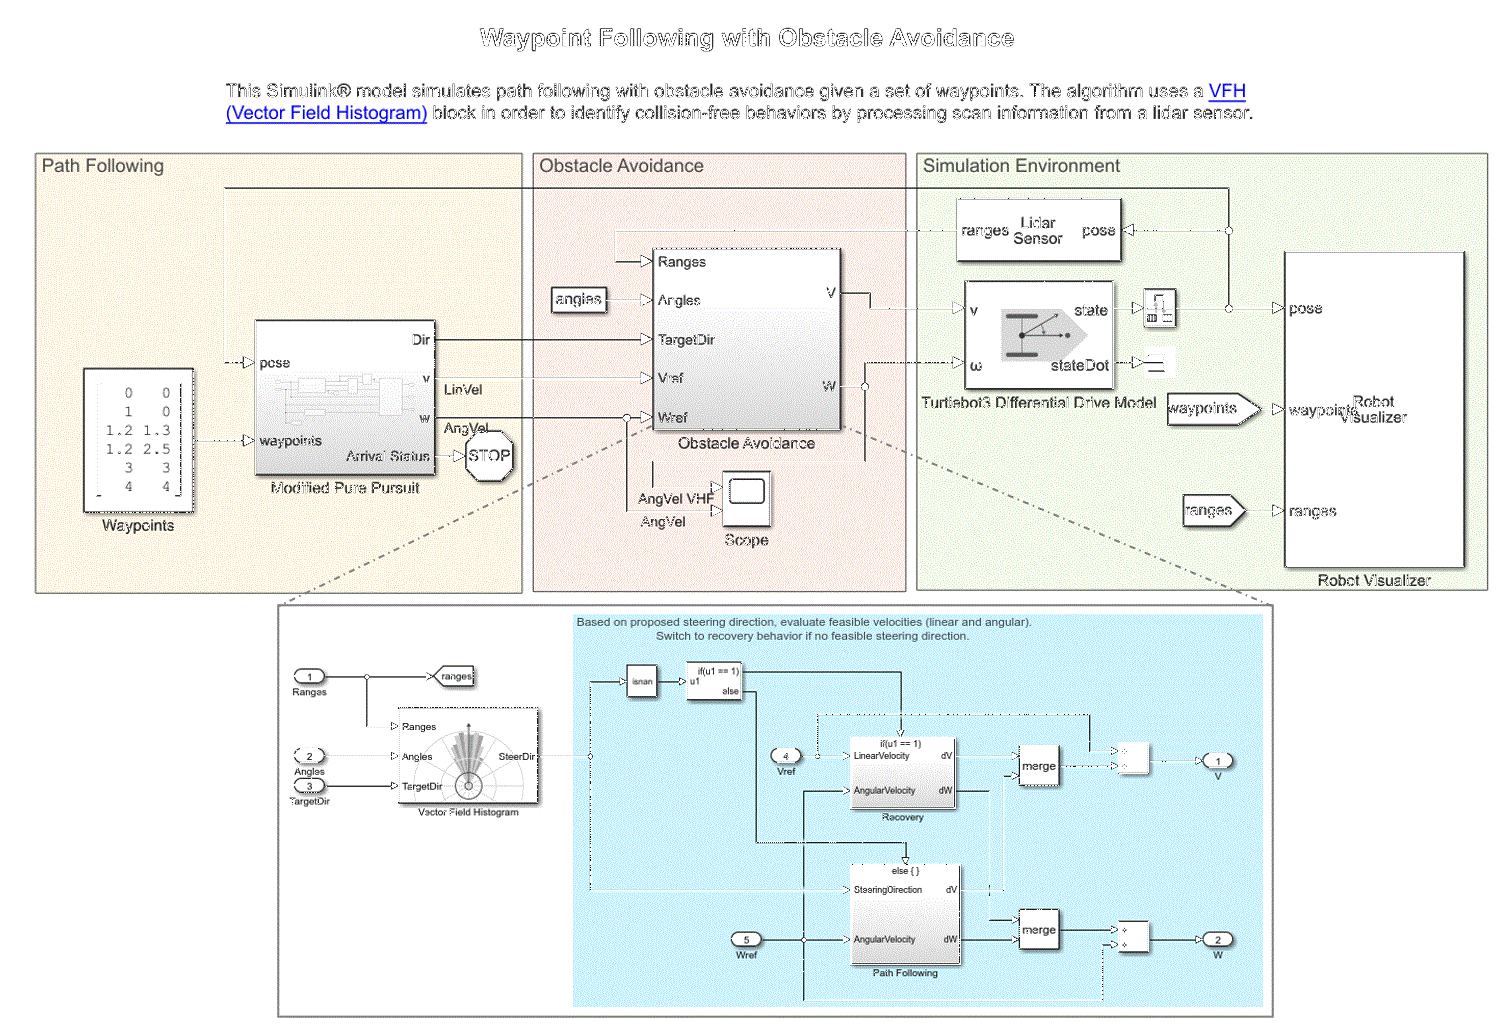 Waypoint Following with Obstacle Avoidance
This Simulink® model simulates path following with obstacle avoidance given a set of waypoints. The algorithm uses a VFH
(Vector Field Histogram) block in order to identify collision-free behaviors by processing scan information from a lidar sensor.
Path Following
pose
waypoints
Dir
v
w
Arrival Status
Modified Pure Pursuit
LinVel
AngVel
STOP
0 0
1 0
1.2 1.3
1.2 2.5
3 3
4 4
Waypoints
Obstacle Avoidance
angles
Ranges
Angles
TargetDir
Vref
Wref
V
W
Obstacle Avoidance
AngVel VHF
AngVel
Scope
Simulation Environment
ranges
Lidar
Sensor
pose
v
ω
state
stateDot
Turtlebot3 Differential Drive Model
waypoints
ranges
pose
waypoints
ranges
Robot
Visualizer
Robot Visualizer
Based on proposed steering direction, evaluate feasible velocities (linear and angular).
Switch to recovery behavior if no feasible steering direction.
1
Ranges
ranges
2
Angles
3
TargetDir
Ranges
Angles
TargetDir
SteerDir
Vector Field Histogram
isnan
u1
if(u1 == 1)
else
4
Vref
if(u1 == 1)
LinearVelocity
AngularVelocity
dV
dW
Recovery
merge
1
V
else { }
SteeringDirection
AngularVelocity
dV
dW
Path Following
5
Wref
merge
2
W